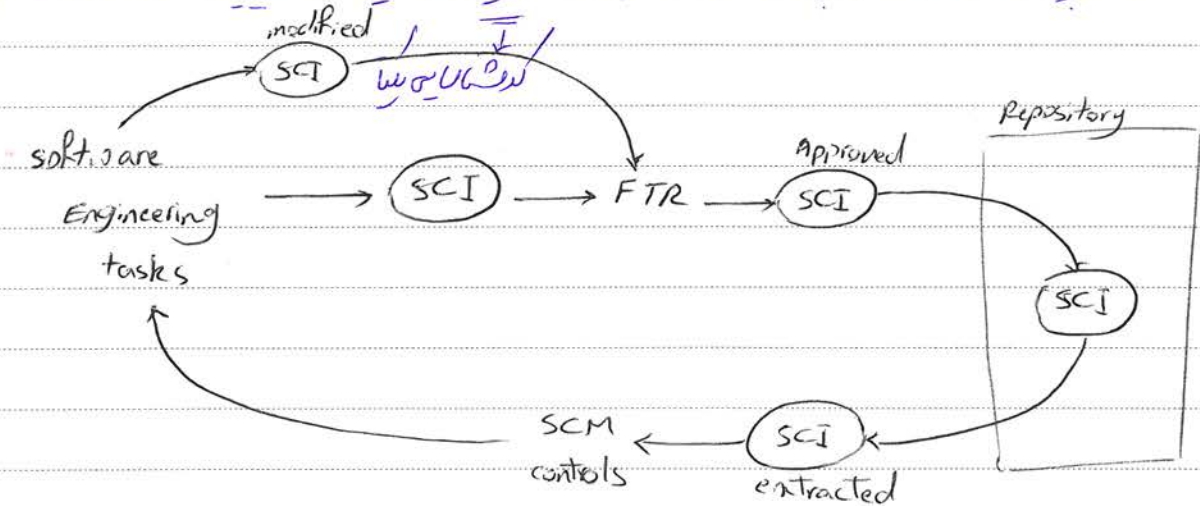 modified
SCI
Repository
software
Approved
SCI
FTR
SCI
Engineering
tasks
SCI
SCM
SCI
controls
extracted